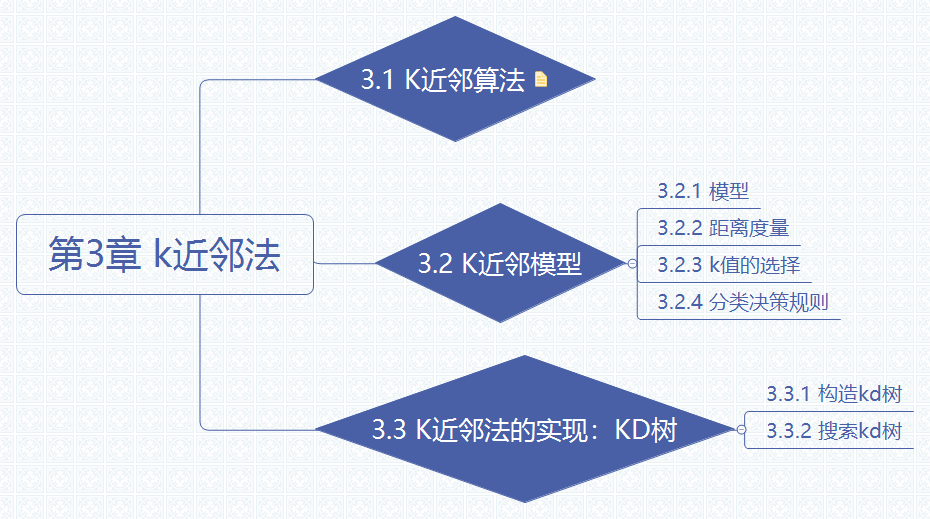 第3章 k近邻法
3.1 K近邻算法
3.2 K近邻模型
3.2.1 模型
3.2.2 距离度量
3.2.3 k值的选择
3.2.4 分类决策规则
3.3 K近邻法的实现：KD树
3.3.1 构造kd树
3.3.2 搜索kd树